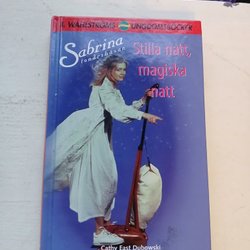 WAHLSTRÖMS UNGDOMSBÖCKER
Sabrina
tonårshäxan
Stilla natt,
magiska
natt
Cathy East Dubowski